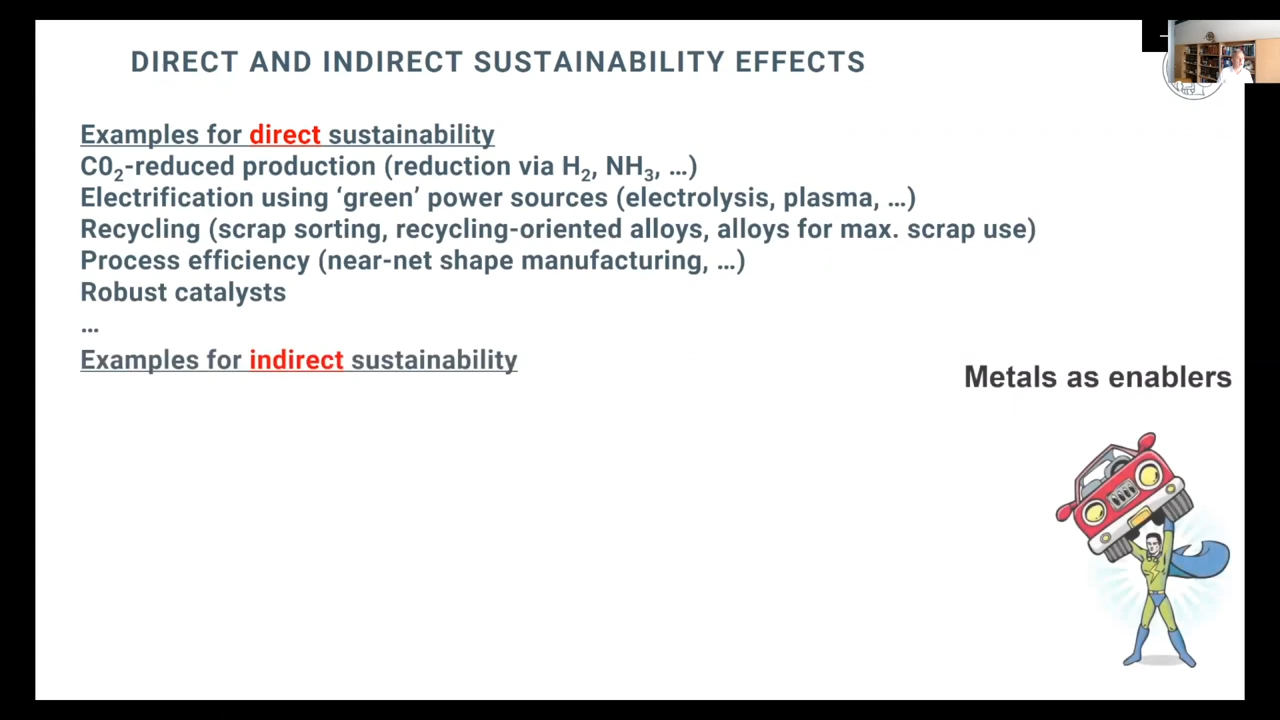 DIRECT AND INDIRECT SUSTAINABILITY EFFECTS
Examples for direct sustainability
C0₂-reduced production (reduction via H₂, NH₃, …)
Electrification using ‘green’ power sources (electrolysis, plasma, …)
Recycling (scrap sorting, recycling-oriented alloys, alloys for max. scrap use)
Process efficiency (near-net shape manufacturing, …)
Robust catalysts
…
Examples for indirect sustainability
Metals as enablers